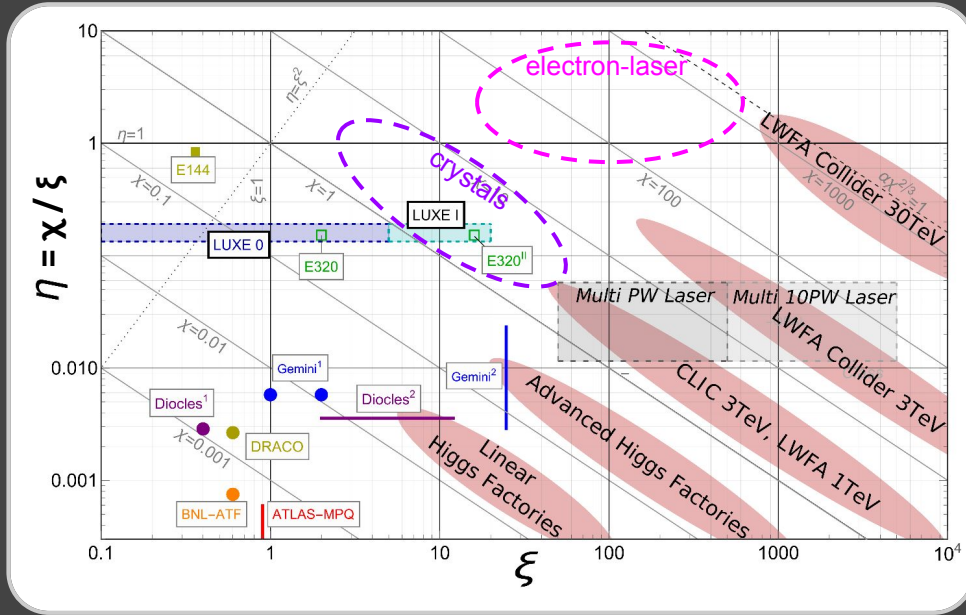 10
electron-laser
η=ξ²
LWFA Collider 30TeV
η=1
1
E144
crystals
αχ^2/3=1
χ=0.1
ξ=1
χ=1
χ=100
χ=1000
LUXE I
LUXE 0
E320
E320^II
η = χ / ξ
Multi PW Laser
Multi 10PW Laser
LWFA Collider 3TeV
χ=0.01
0.010
Gemini¹
Gemini²
CLIC 3TeV, LWFA 1TeV
Diocles¹
Diocles²
Advanced Higgs Factories
DRACO
Linear
Higgs Factories
χ=0.001
0.001
BNL-ATF
ATLAS-MPQ
0.1
1
10
100
1000
10⁴
ξ